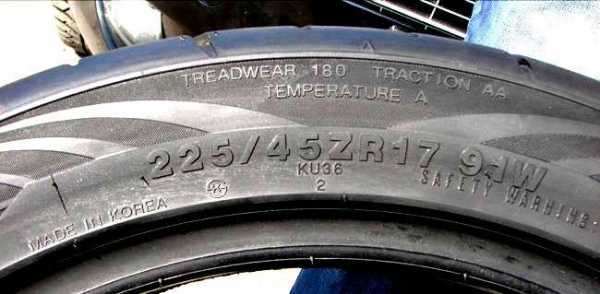 TREADWEAR 180 TRACTION AA
TEMPERATURE A
225/45ZR17 91W
KU36
2
SAFETY WARNING
MADE IN KOREA